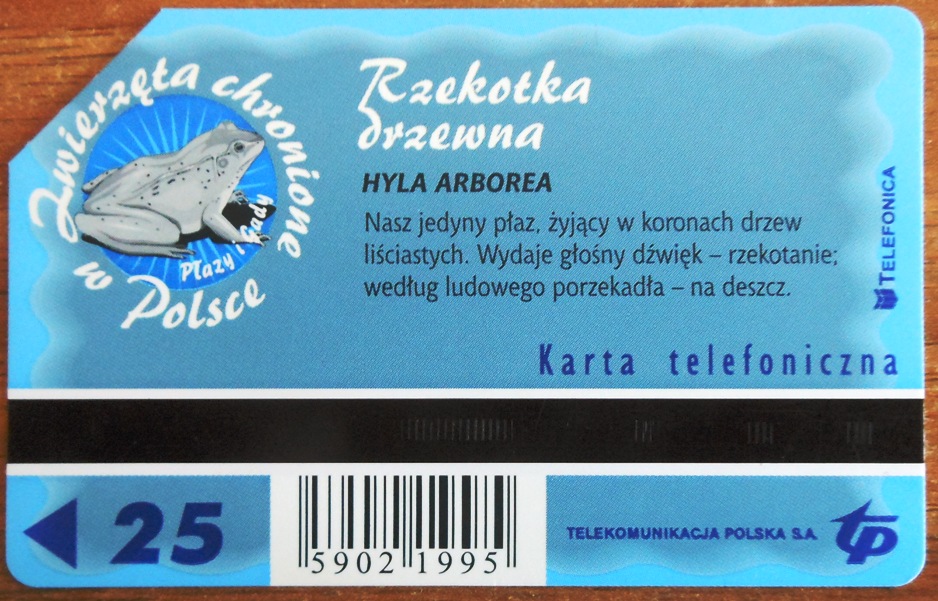 Zwierzęta chronione
w Polsce
Płazy i Gady
Rzekotka
drzewna
HYLA ARBOREA
Nasz jedyny płaz, żyjący w koronach drzew
liściastych. Wydaje głośny dźwięk – rzekotanie;
według ludowego porzekadła – na deszcz.
TELEFONICA
Karta telefoniczna
25
5902 1995
TELEKOMUNIKACJA POLSKA S.A.
tp